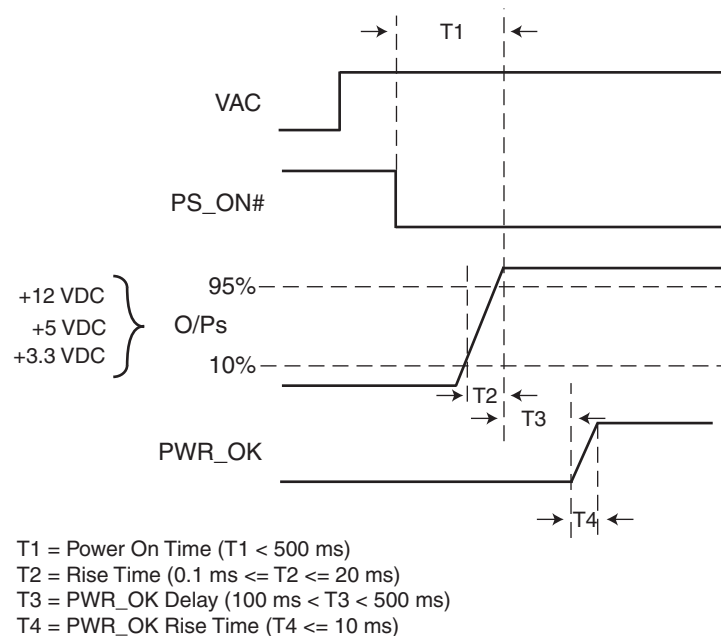 T1
VAC
PS_ON#
+12 VDC
+5 VDC
+3.3 VDC
O/Ps
95%
10%
T2
T3
PWR_OK
T4
T1 = Power On Time (T1 < 500 ms)
T2 = Rise Time (0.1 ms <= T2 <= 20 ms)
T3 = PWR_OK Delay (100 ms < T3 < 500 ms)
T4 = PWR_OK Rise Time (T4 <= 10 ms)